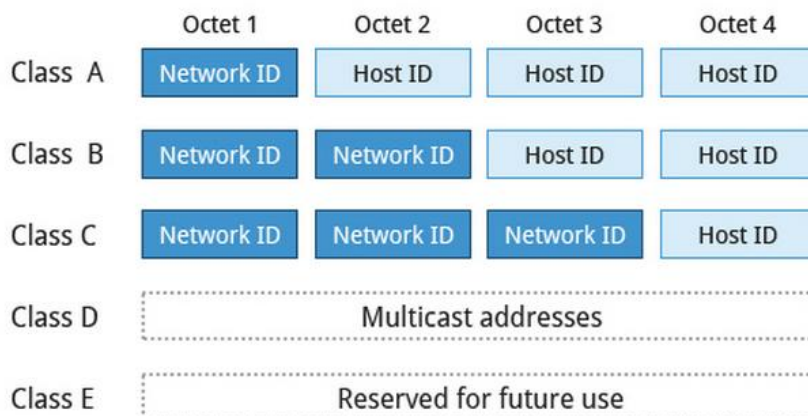 Octet 1 Octet 2 Octet 3 Octet 4
Class A Network ID Host ID Host ID Host ID
Class B Network ID Network ID Host ID Host ID
Class C Network ID Network ID Network ID Host ID
Class D Multicast addresses
Class E Reserved for future use